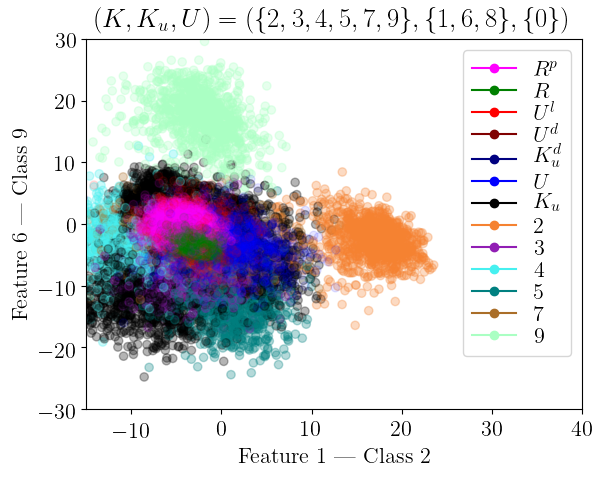 (K, K_u, U) = ({2, 3, 4, 5, 7, 9}, {1, 6, 8}, {0})
30
20
10
0
−10
−20
−30
Feature 6 — Class 9
R^p
R
U^l
U^d
K_u^d
U
K_u
2
3
4
5
7
9
−10
0
10
20
30
40
Feature 1 — Class 2